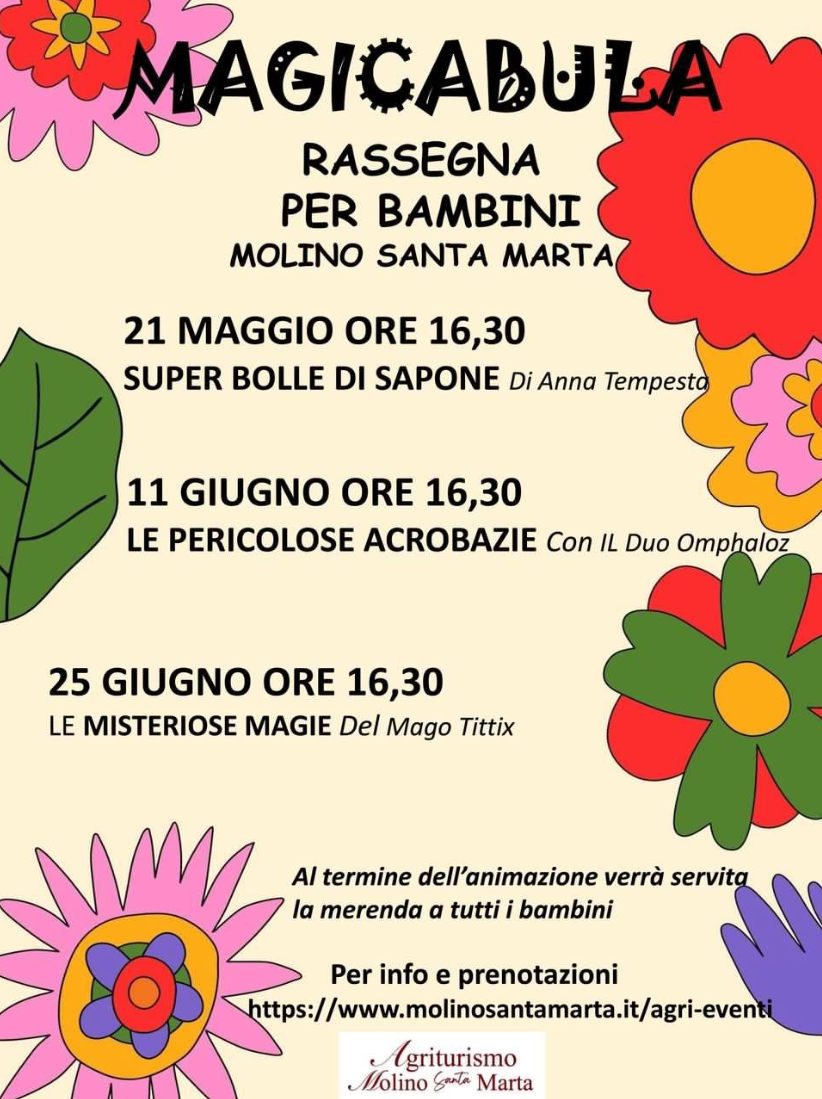 MAGICABULA
RASSEGNA
PER BAMBINI
MOLINO SANTA MARTA
21 MAGGIO ORE 16,30
SUPER BOLLE DI SAPONE Di Anna Tempesta
11 GIUGNO ORE 16,30
LE PERICOLOSE ACROBAZIE Con IL Duo Omphaloz
25 GIUGNO ORE 16,30
LE MISTERIOSE MAGIE Del Mago Tittix
Al termine dell’animazione verrà servita
la merenda a tutti i bambini
Per info e prenotazioni
https://www.molinosantamarta.it/agri-eventi
Agriturismo
Molino Santa Marta